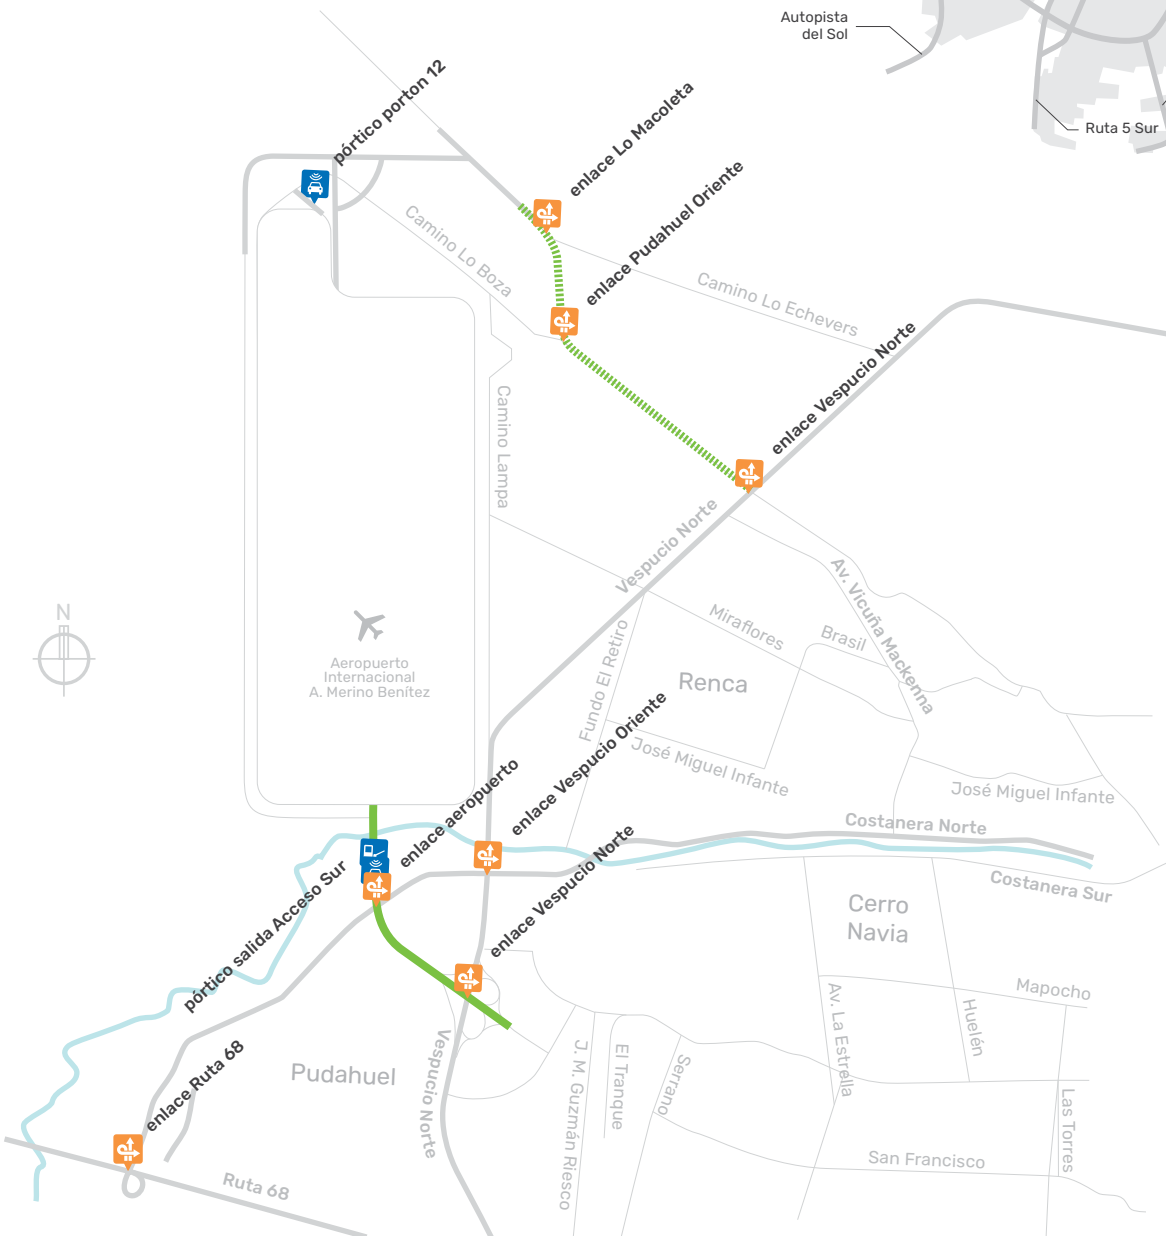 Autopista
del Sol
Ruta 5 Sur
pórtico porton 12
enlace Lo Macoleta
enlace Pudahuel Oriente
Camino Lo Boza
Camino Lo Echevers
enlace Vespucio Norte
Camino Lampa
Vespucio Norte
Av. Vicuña Mackenna
N
Miraflores
Brasil
Fundo El Retiro
Aeropuerto
Internacional
A. Merino Benítez
Renca
enlace Vespucio Oriente
José Miguel Infante
José Miguel Infante
enlace aeropuerto
Costanera Norte
enlace Vespucio Norte
Costanera Sur
pórtico salida Acceso Sur
Cerro
Navia
Mapocho
Av. La Estrella
Huelén
Pudahuel
Vespucio Norte
J. M. Guzmán Riesco
El Tranque
Serrano
enlace Ruta 68
Las Torres
San Francisco
Ruta 68